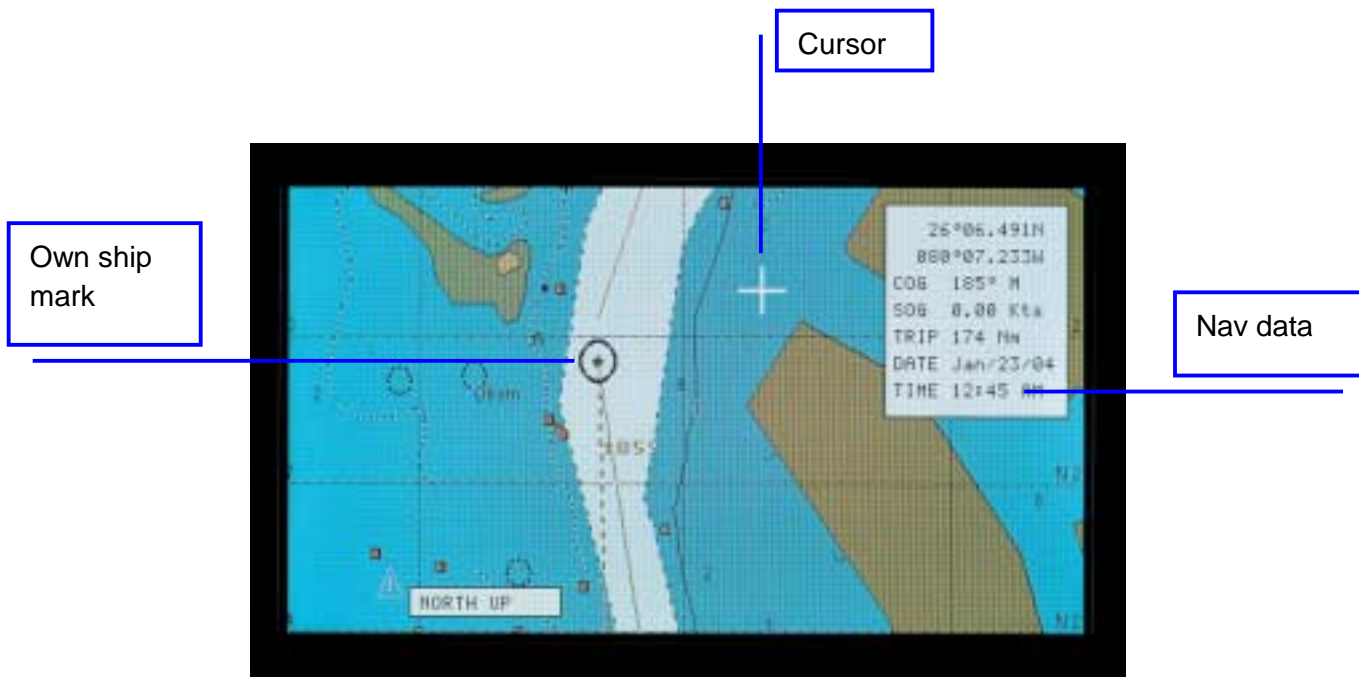 Cursor
Own ship
mark
Nav data
26°06.491N
080°07.233W
COG 185° M
SOG 0.00 Kts
TRIP 174 Nm
DATE Jan/23/04
TIME 12:45 AM
NORTH UP